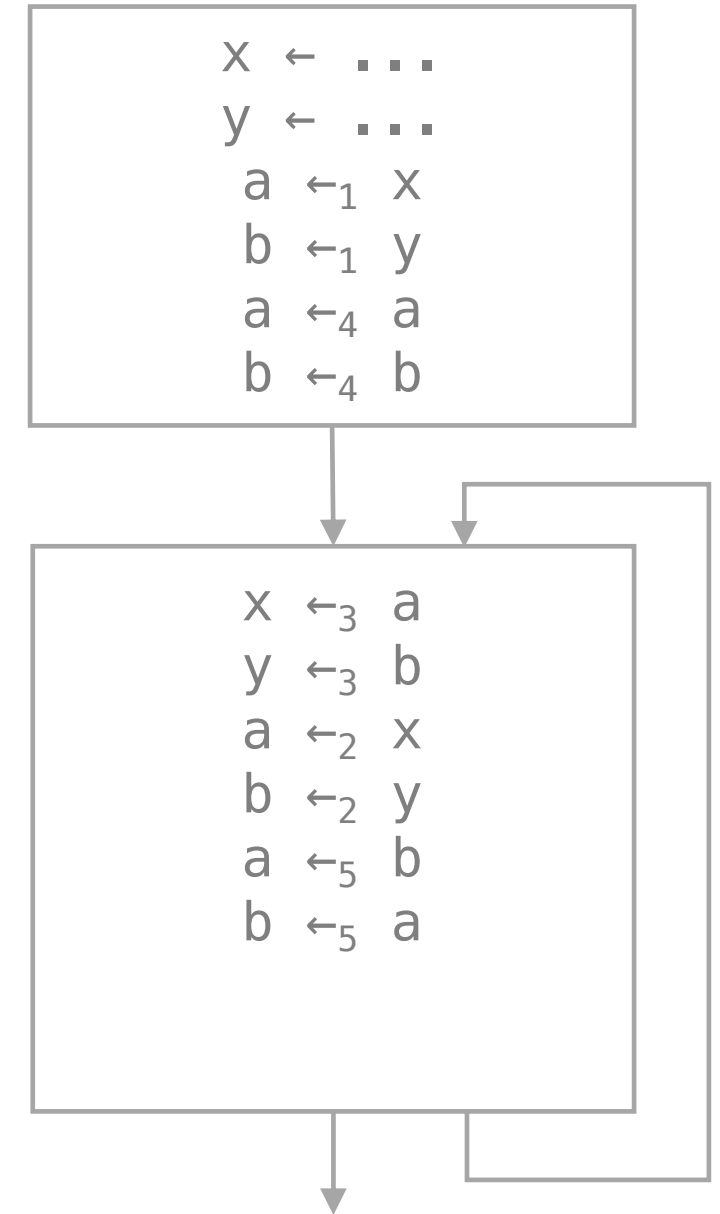 x ← ...
y ← ...
a ←₁ x
b ←₁ y
a ←₄ a
b ←₄ b
x ←₃ a
y ←₃ b
a ←₂ x
b ←₂ y
a ←₅ b
b ←₅ a